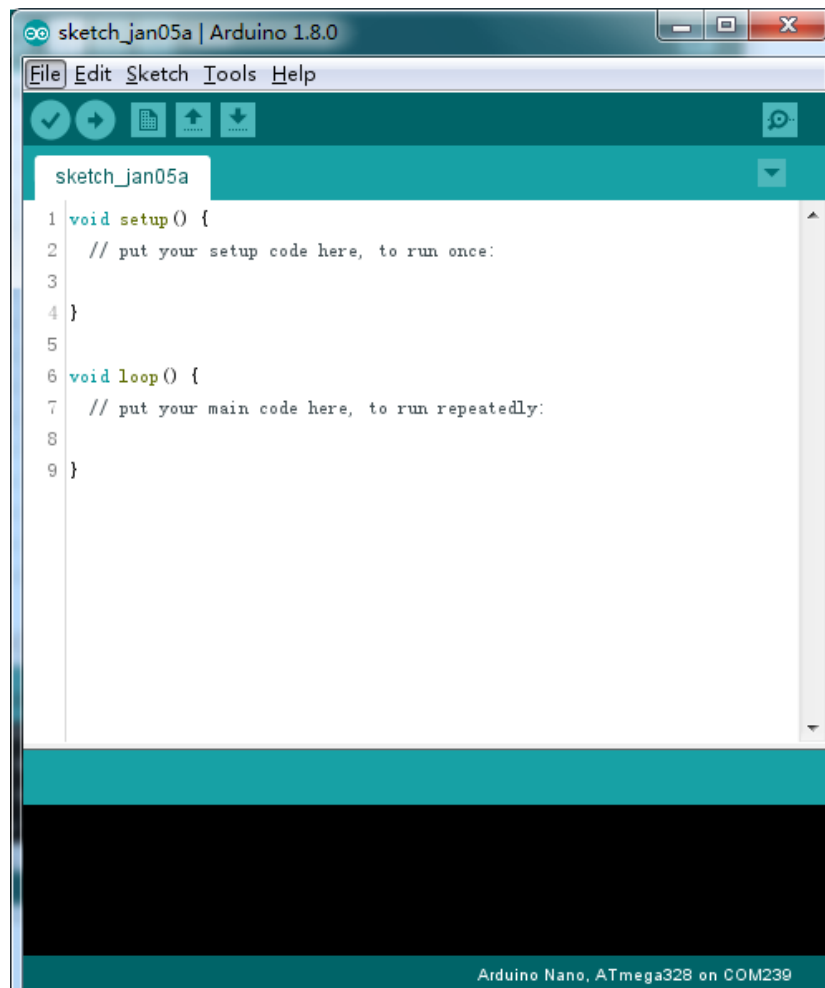 sketch_jan05a | Arduino 1.8.0
File Edit Sketch Tools Help
sketch_jan05a
1 void setup() {
2   // put your setup code here, to run once:
3
4 }
5
6 void loop() {
7   // put your main code here, to run repeatedly:
8
9 }
Arduino Nano, ATmega328 on COM239